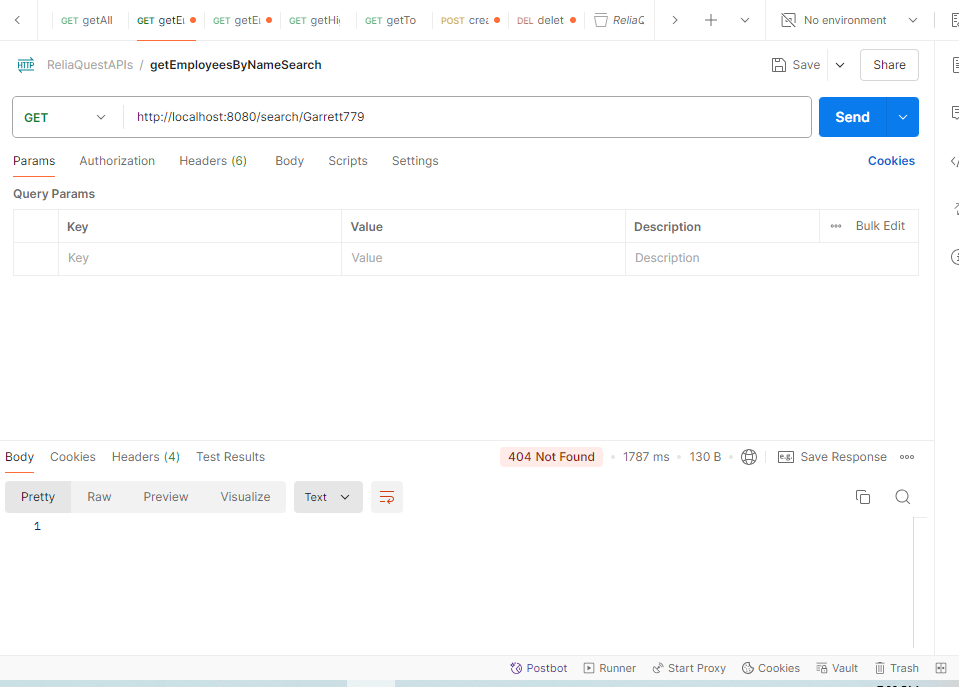 GET getAll GET getEı GET getEı GET getHi GET getTo POST crea DEL delet ReliaQ No environment
HTTP ReliaQuestAPIs / getEmployeesByNameSearch Save Share
GET http://localhost:8080/search/Garrett779 Send
Params Authorization Headers (6) Body Scripts Settings Cookies
Query Params
Key Value Description Bulk Edit
Key Value Description
Body Cookies Headers (4) Test Results 404 Not Found 1787 ms 130 B e.g. Save Response
Pretty Raw Preview Visualize Text
1
Postbot Runner Start Proxy Cookies Vault Trash